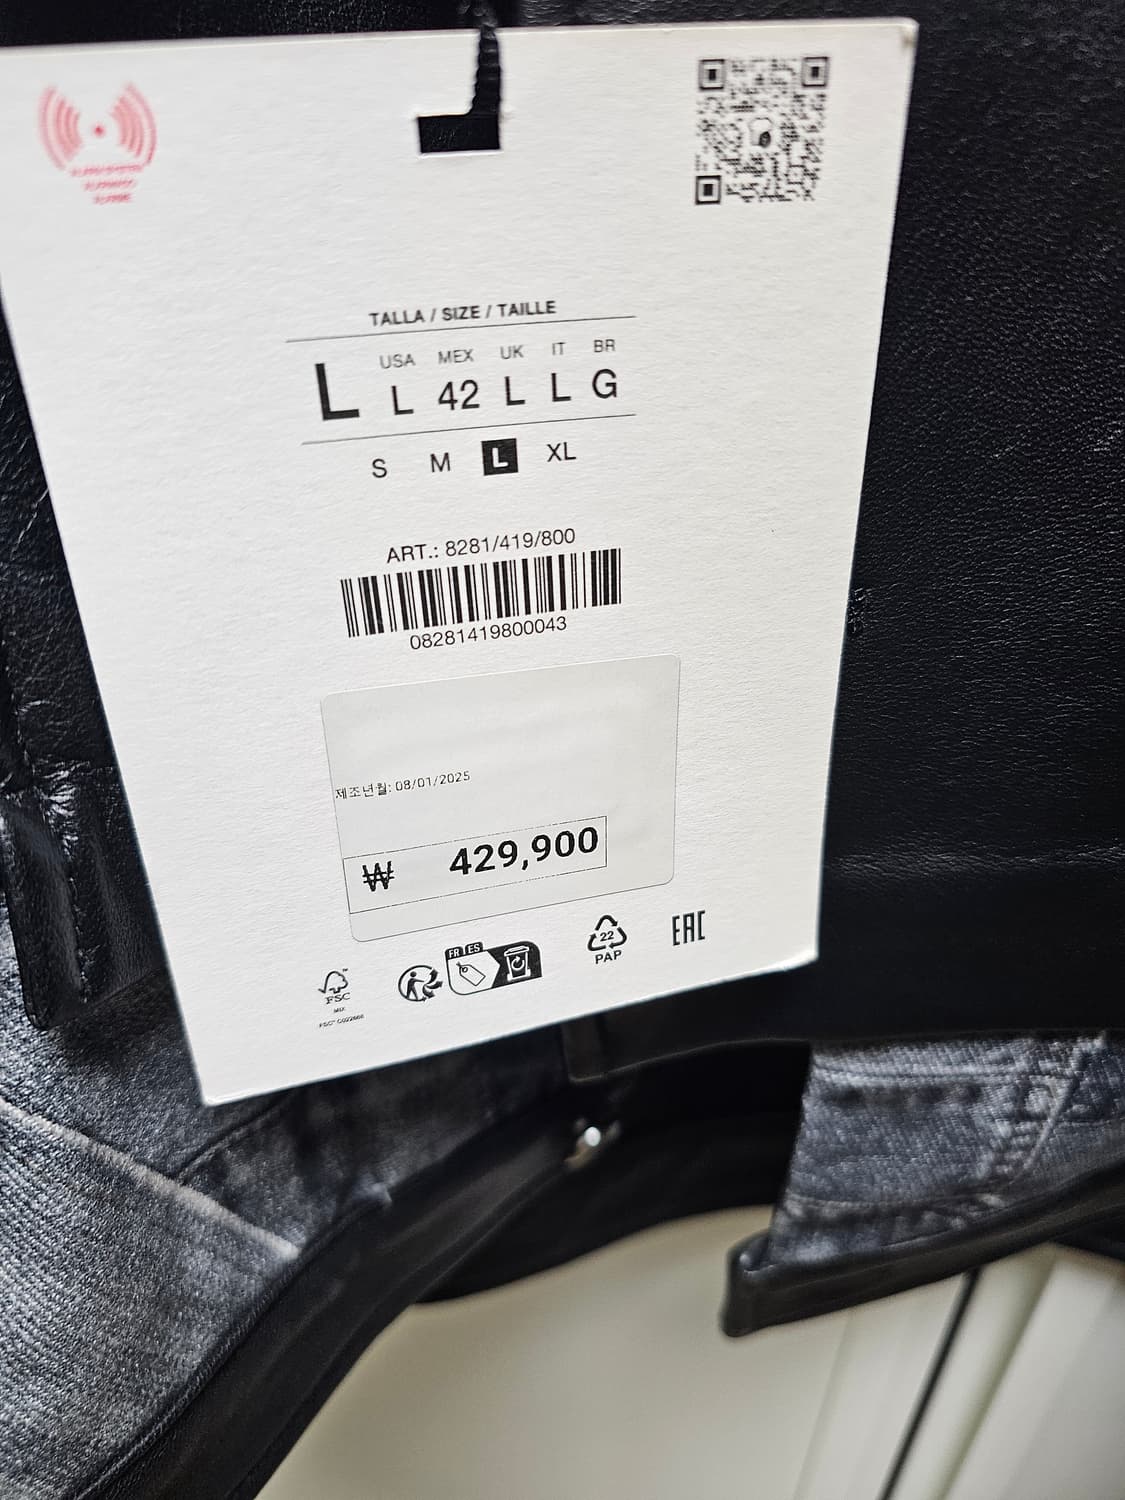 TALLA / SIZE / TAILLE
USA MEX UK IT BR
L L 42 L L G
S M L XL
ART.: 8281/419/800
08281419800043
제조년월: 08/01/2025
₩ 429,900
FR ES
22
PAP
EAC
FSC
MIX